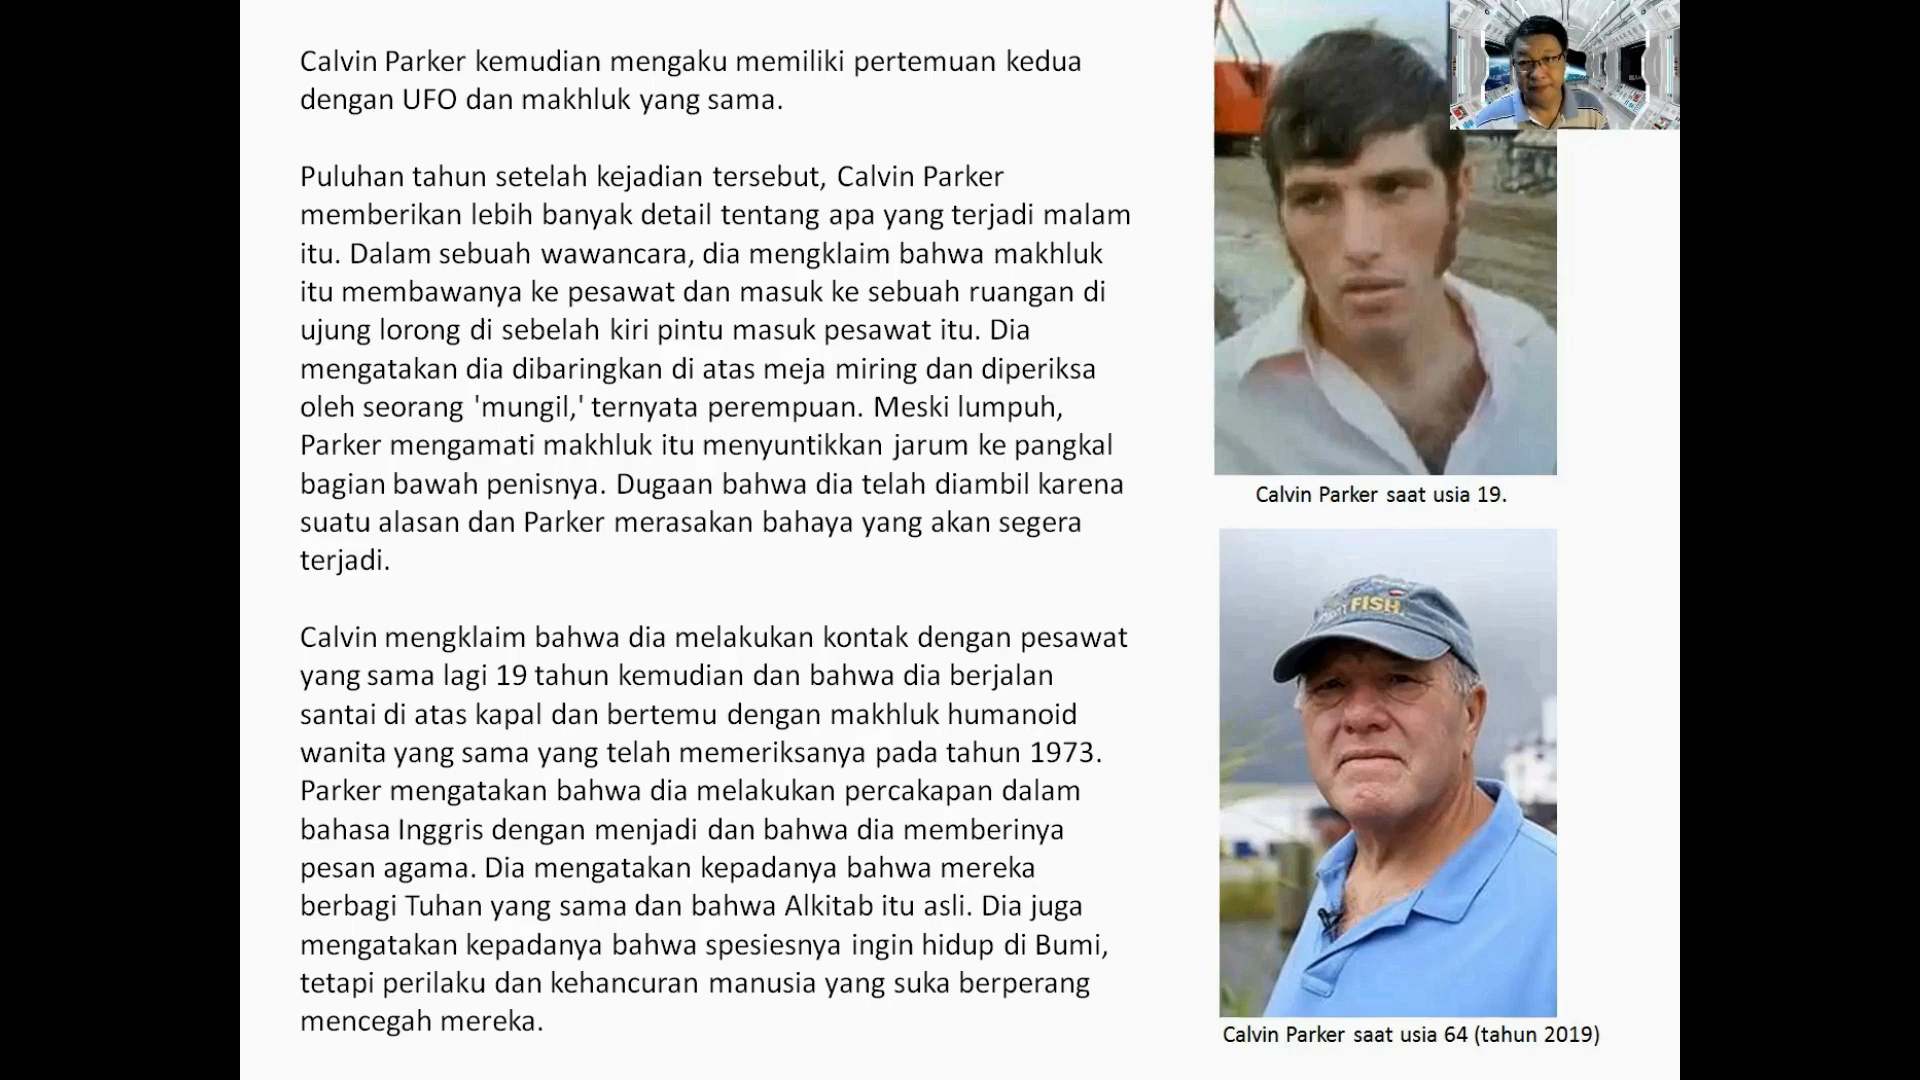 Calvin Parker kemudian mengaku memiliki pertemuan kedua
dengan UFO dan makhluk yang sama.
Puluhan tahun setelah kejadian tersebut, Calvin Parker
memberikan lebih banyak detail tentang apa yang terjadi malam
itu. Dalam sebuah wawancara, dia mengklaim bahwa makhluk
itu membawanya ke pesawat dan masuk ke sebuah ruangan di
ujung lorong di sebelah kiri pintu masuk pesawat itu. Dia
mengatakan dia dibaringkan di atas meja miring dan diperiksa
oleh seorang 'mungil,' ternyata perempuan. Meski lumpuh,
Parker mengamati makhluk itu menyuntikkan jarum ke pangkal
bagian bawah penisnya. Dugaan bahwa dia telah diambil karena
suatu alasan dan Parker merasakan bahaya yang akan segera
terjadi.
Calvin mengklaim bahwa dia melakukan kontak dengan pesawat
yang sama lagi 19 tahun kemudian dan bahwa dia berjalan
santai di atas kapal dan bertemu dengan makhluk humanoid
wanita yang sama yang telah memeriksanya pada tahun 1973.
Parker mengatakan bahwa dia melakukan percakapan dalam
bahasa Inggris dengan menjadi dan bahwa dia memberinya
pesan agama. Dia mengatakan kepadanya bahwa mereka
berbagi Tuhan yang sama dan bahwa Alkitab itu asli. Dia juga
mengatakan kepadanya bahwa spesiesnya ingin hidup di Bumi,
tetapi perilaku dan kehancuran manusia yang suka berperang
mencegah mereka.
Calvin Parker saat usia 19.
FISH
Calvin Parker saat usia 64 (tahun 2019)